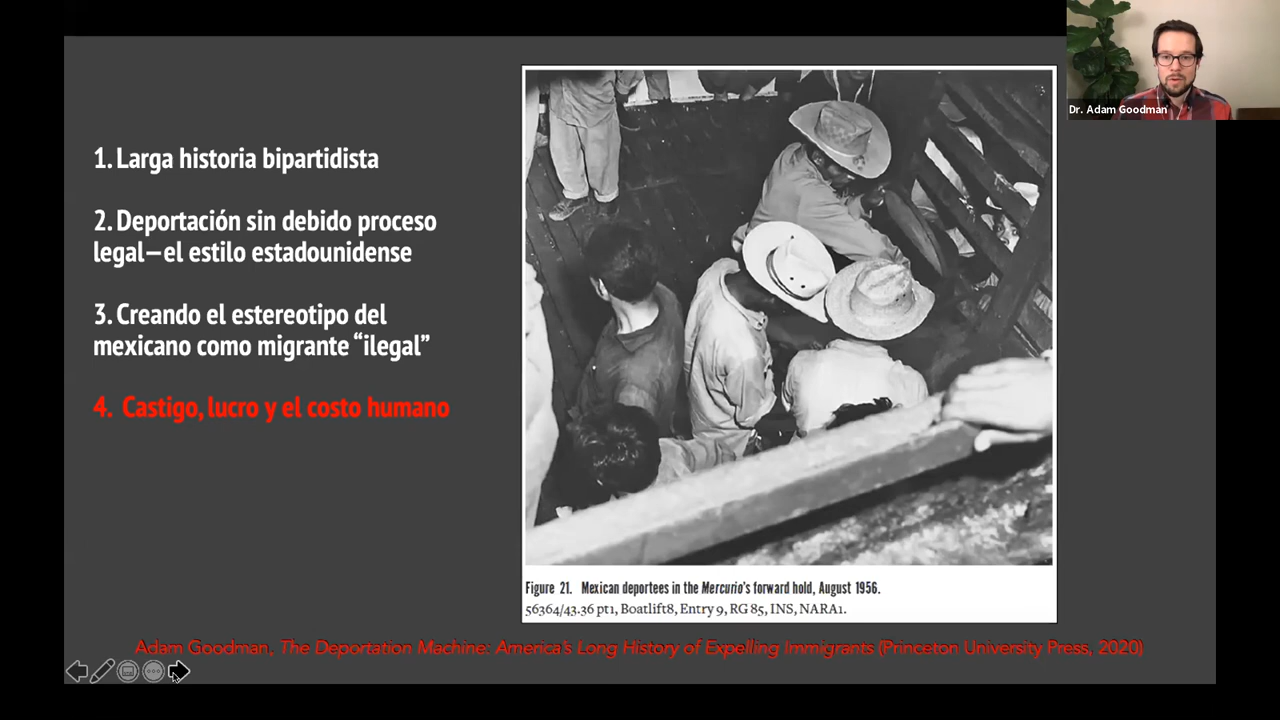 Dr. Adam Goodman
1. Larga historia bipartidista
2. Deportación sin debido proceso
legal—el estilo estadounidense
3. Creando el estereotipo del
mexicano como migrante “ilegal”
4. Castigo, lucro y el costo humano
Figure 21. Mexican deportees in the Mercurio's forward hold, August 1956.
56364/43.36 pt1, Boatlift8, Entry 9, RG 85, INS, NARA1.
Adam Goodman, The Deportation Machine: America's Long History of Expelling Immigrants (Princeton University Press, 2020)